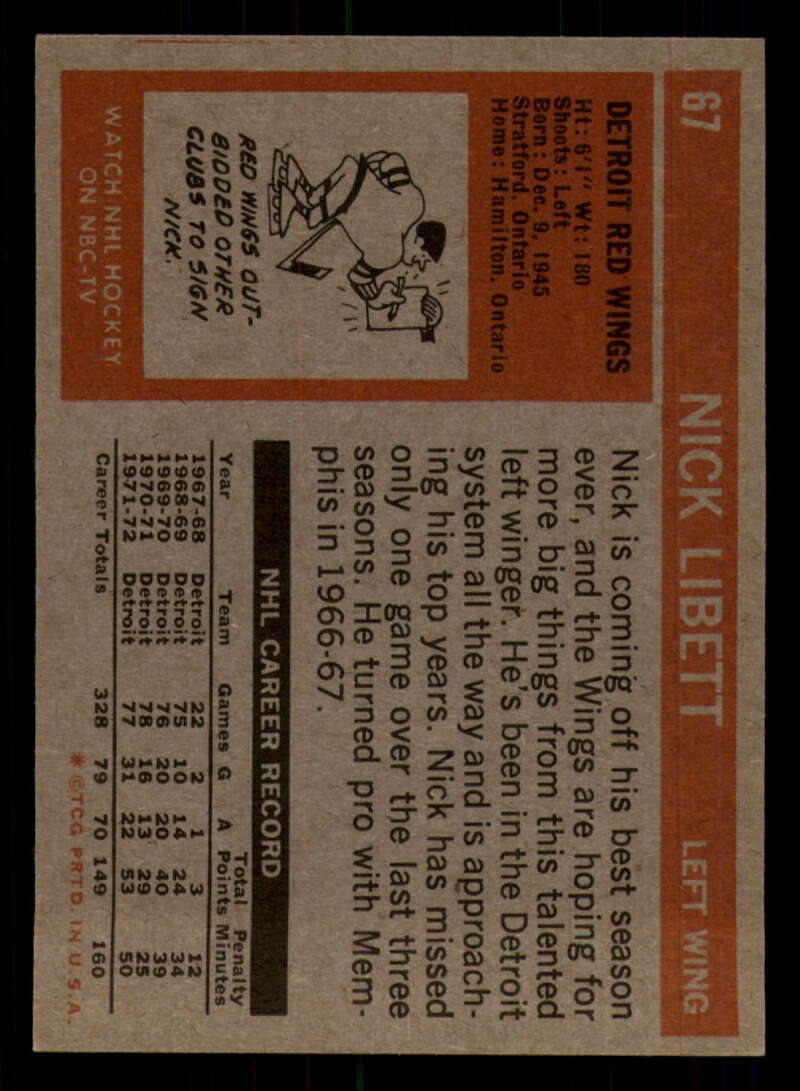 67 NICK LIBETT LEFT WING
DETROIT RED WINGS
Ht: 6'1" Wt: 180
Shoots: Left
Born: Dec. 9, 1945
Stratford, Ontario
Home: Hamilton, Ontario
RED WINGS OUT-
BIDDED OTHER
CLUBS TO SIGN
NICK.
WATCH NHL HOCKEY
ON NBC-TV
Nick is coming off his best season
ever, and the Wings are hoping for
more big things from this talented
left winger. He's been in the Detroit
system all the way and is approach-
ing his top years. Nick has missed
only one game over the last three
seasons. He turned pro with Mem-
phis in 1966-67.
NHL CAREER RECORD
Total Penalty
Year Team Games G A Points Minutes
1967-68 Detroit 22 2 1 3 12
1968-69 Detroit 75 10 14 24 34
1969-70 Detroit 76 20 20 40 39
1970-71 Detroit 78 16 13 29 25
1971-72 Detroit 77 31 22 53 50
Career Totals 328 79 70 149 160
* ©TCG PRTD. IN U.S.A.